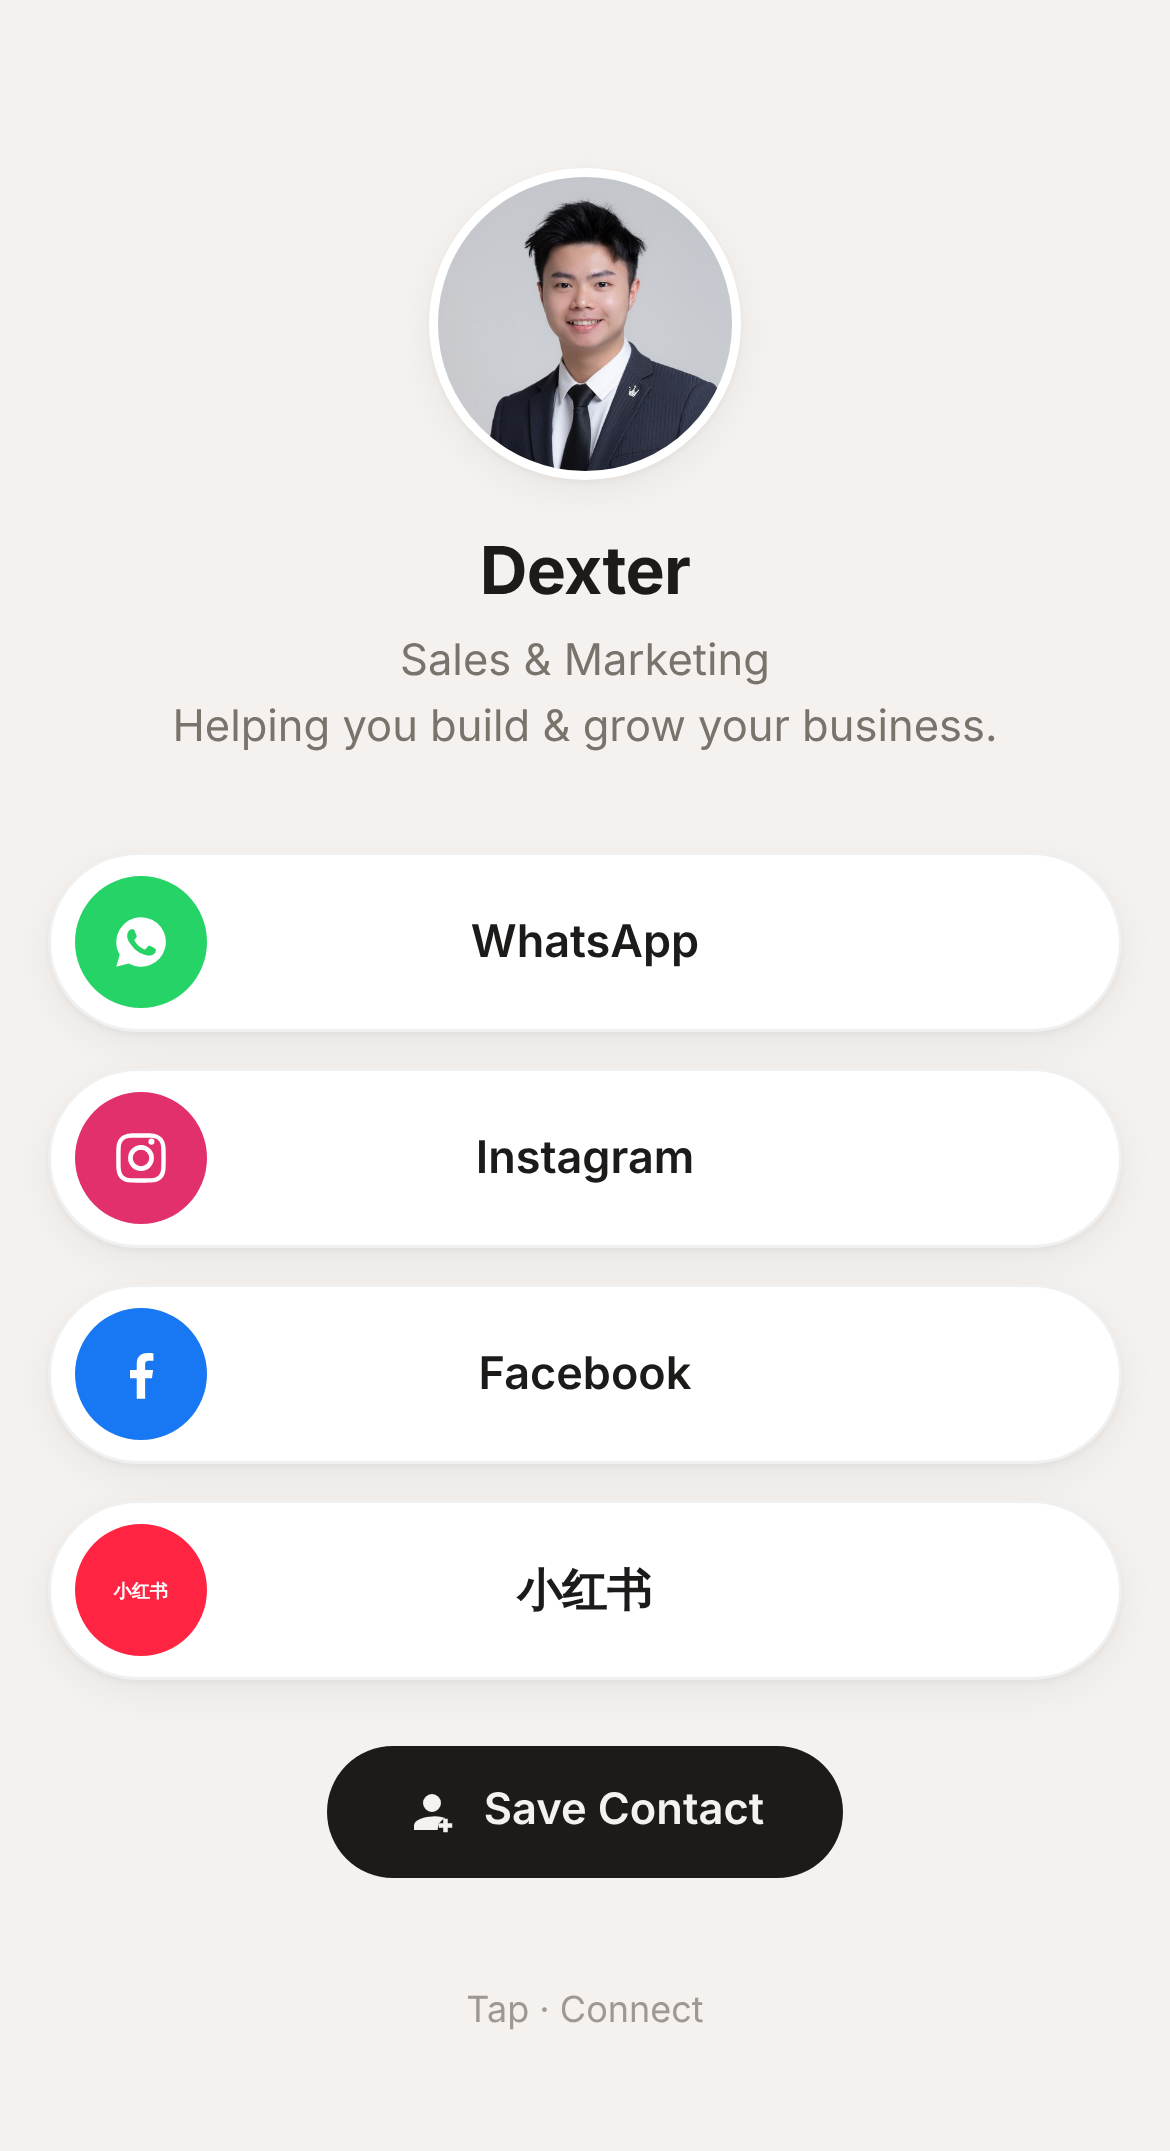 Dexter
Sales & Marketing
Helping you build & grow your business.
WhatsApp
Instagram
Facebook
小红书
小红书
Save Contact
Tap · Connect